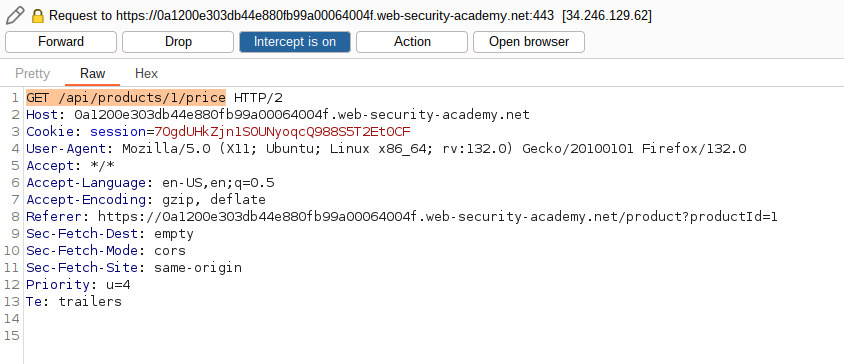 Request to https://0a1200e303db44e880fb99a00064004f.web-security-academy.net:443 [34.246.129.62]
Forward Drop Intercept is on Action Open browser
Pretty Raw Hex
1 GET /api/products/1/price HTTP/2
2 Host: 0a1200e303db44e880fb99a00064004f.web-security-academy.net
3 Cookie: session=7OgdUHkZjn1SOUNyoqcQ988S5T2Et0CF
4 User-Agent: Mozilla/5.0 (X11; Ubuntu; Linux x86_64; rv:132.0) Gecko/20100101 Firefox/132.0
5 Accept: */*
6 Accept-Language: en-US,en;q=0.5
7 Accept-Encoding: gzip, deflate
8 Referer: https://0a1200e303db44e880fb99a00064004f.web-security-academy.net/product?productId=1
9 Sec-Fetch-Dest: empty
10 Sec-Fetch-Mode: cors
11 Sec-Fetch-Site: same-origin
12 Priority: u=4
13 Te: trailers
14
15